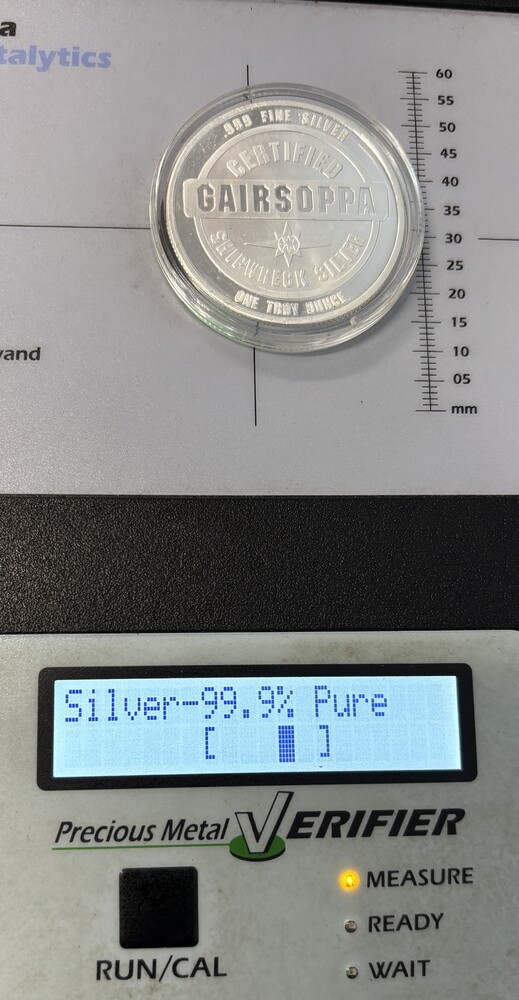 a
talytics
60
55
50
45
40
35
30
25
20
15
10
05
mm
.999 FINE SILVER
CERTIFIED
GAIRSOPPA
SHIPWRECK SILVER
ONE TROY OUNCE
wand
Silver-99.9% Pure
[ ]
Precious Metal VERIFIER
MEASURE
READY
RUN/CAL
WAIT